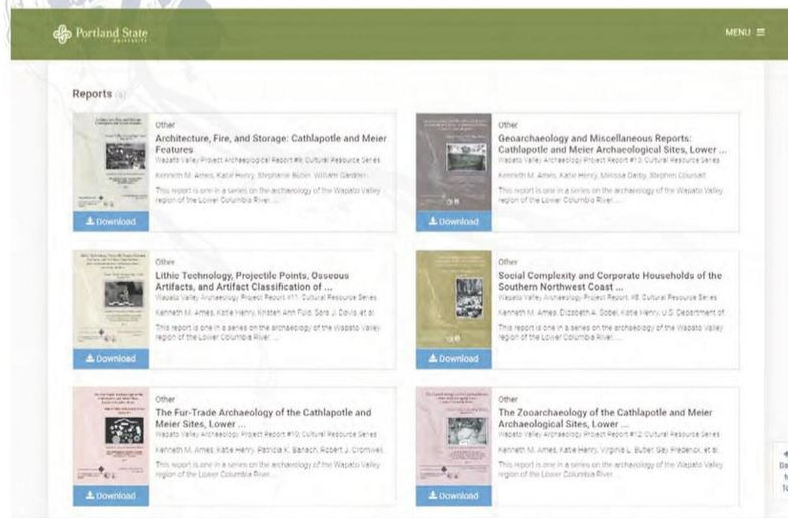 Portland State
UNIVERSITY
MENU
Reports (6)
Other
Architecture, Fire, and Storage: Cathlapotle and Meier
Features
Wapato Valley Project Archaeological Report #9; Cultural Resource Series
Kenneth M. Ames, Katie Henry, Stephanie Butler, William Gardner
This report is one in a series on the archaeology of the Wapato Valley
region of the Lower Columbia River. ...
Download
Other
Geoarchaeology and Miscellaneous Reports:
Cathlapotle and Meier Archaeological Sites, Lower ...
Wapato Valley Archaeology Project Report #13; Cultural Resource Series
Kenneth M. Ames, Katie Henry, Melissa Darby, Stephen
This report is one in a series on the archaeology of the Wapato Valley
region of the Lower Columbia River. ...
Download
Other
Lithic Technology, Projectile Points, Osseous
Artifacts, and Artifact Classification of ...
Wapato Valley Archaeology Project Report #11; Cultural Resource Series
Kenneth M. Ames, Katie Henry, Kristen Ann Fuld, Sara J. Davis, et al.
This report is one in a series on the archaeology of the Wapato Valley
region of the Lower Columbia River. ...
Download
Other
Social Complexity and Corporate Households of the
Southern Northwest Coast ...
Wapato Valley Archaeology Project Report, #8; Cultural Resource Series
Kenneth M. Ames, Elizabeth A. Sobel, Katie Henry, U.S. Department of
This report is one in a series on the archaeology of the Wapato Valley
region of the Lower Columbia River. ...
Download
Other
The Fur-Trade Archaeology of the Cathlapotle and
Meier Sites, Lower ...
Wapato Valley Archaeology Project Report #10; Cultural Resource Series
Kenneth M. Ames, Katie Henry, Patricia K. Banach, Robert J. Cromwell
This report is one in a series on the archaeology of the Wapato Valley
region of the Lower Columbia River. ...
Download
Other
The Zooarchaeology of the Cathlapotle and Meier
Archaeological Sites, Lower ...
Wapato Valley Archaeology Project Report #12; Cultural Resource Series
Kenneth M. Ames, Katie Henry, Virginia L. Butler, Gay Frederick, et al.
This report is one in a series on the archaeology of the Wapato Valley
region of the Lower Columbia River. ...
Download